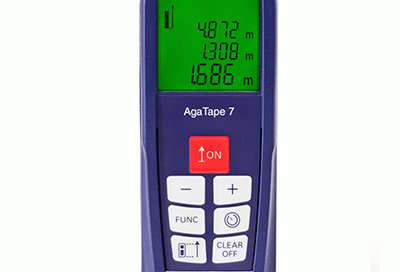 4.872 m
1.308 m
1.686 m
AgaTape 7
ON
− +
FUNC
CLEAR
OFF